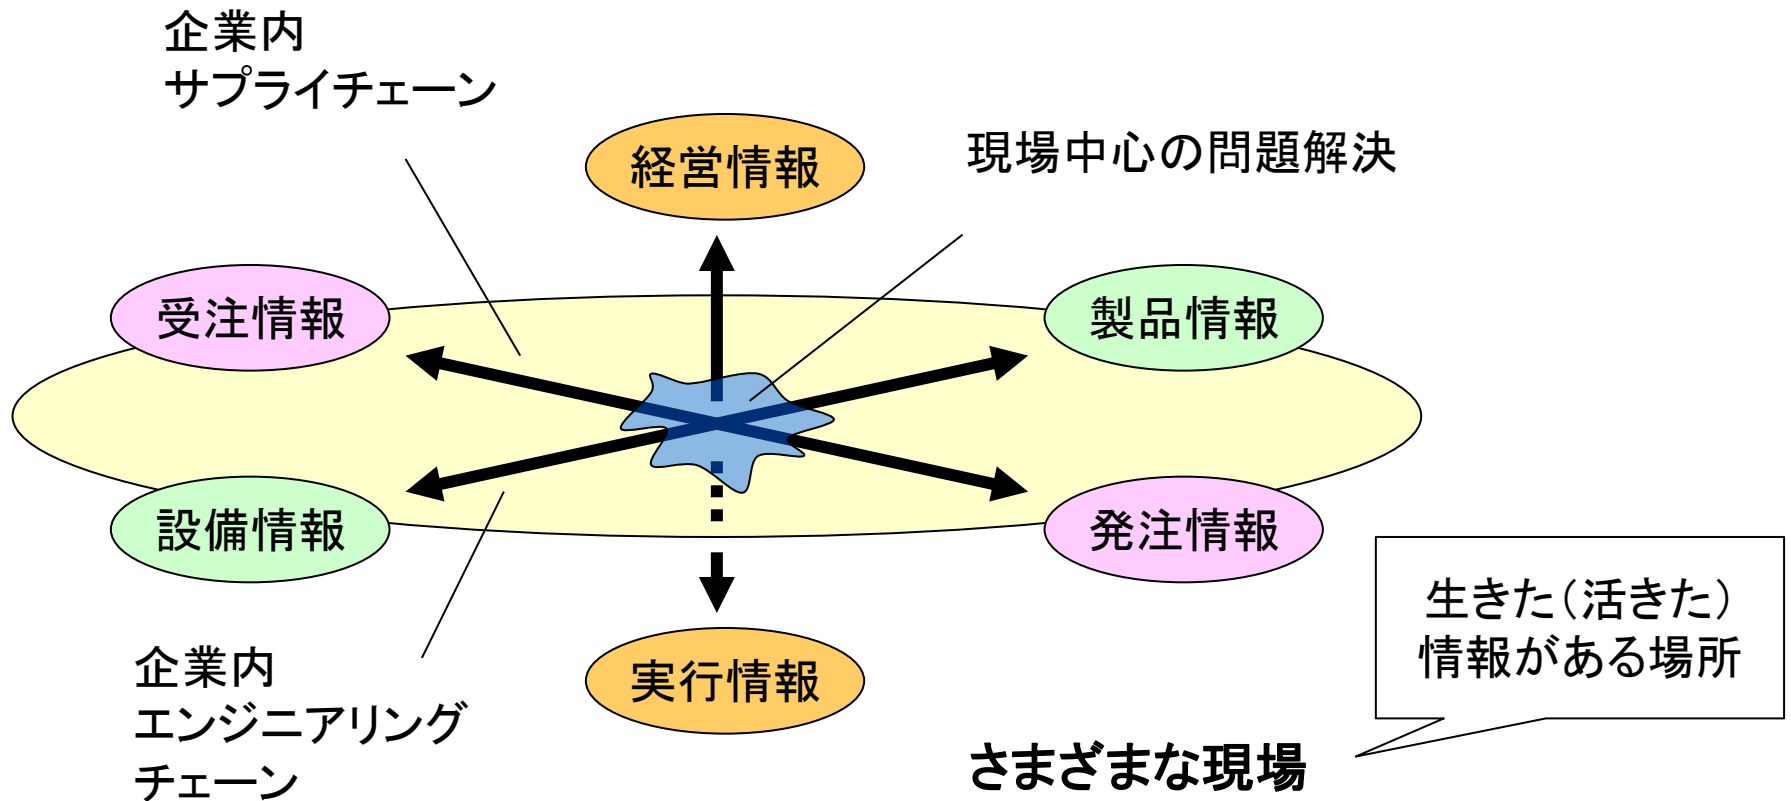 企業内
サプライチェーン
経営情報
現場中心の問題解決
受注情報
製品情報
設備情報
発注情報
生きた（活きた）
情報がある場所
企業内
エンジニアリング
チェーン
実行情報
さまざまな現場